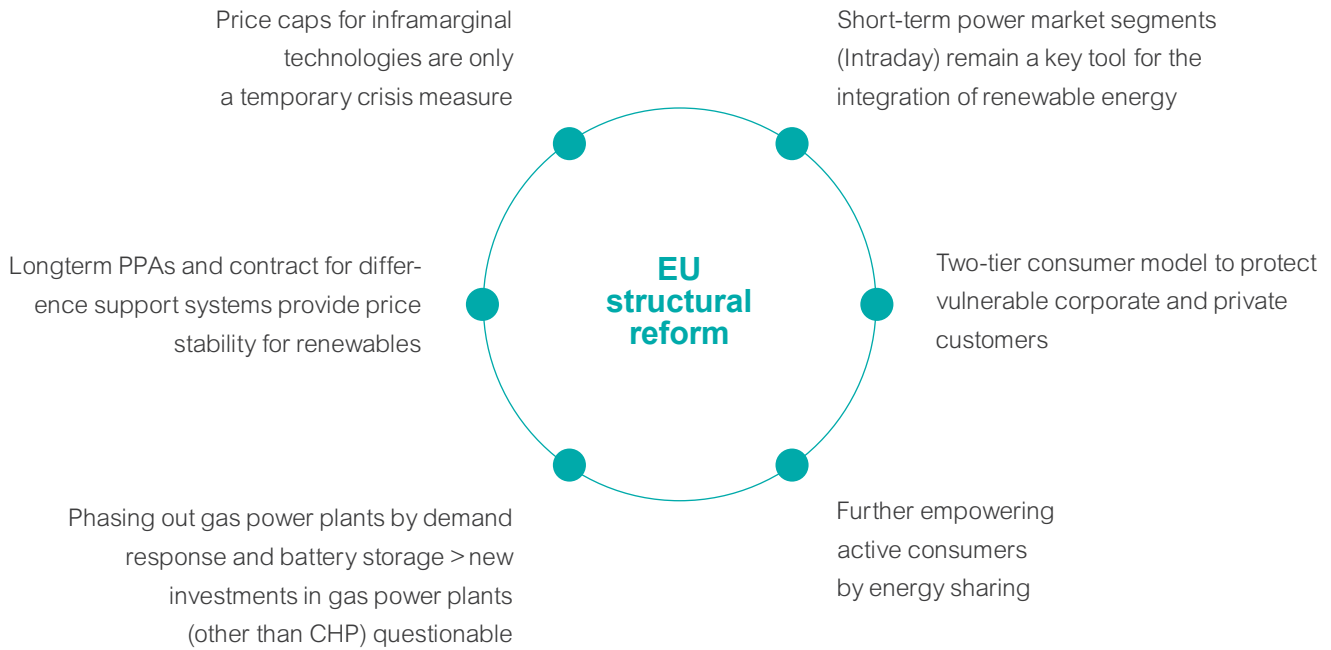 Price caps for inframarginal
technologies are only
a temporary crisis measure
Short-term power market segments
(Intraday) remain a key tool for the
integration of renewable energy
Longterm PPAs and contract for differ-
ence support systems provide price
stability for renewables
EU
structural
reform
Two-tier consumer model to protect
vulnerable corporate and private
customers
Phasing out gas power plants by demand
response and battery storage > new
investments in gas power plants
(other than CHP) questionable
Further empowering
active consumers
by energy sharing